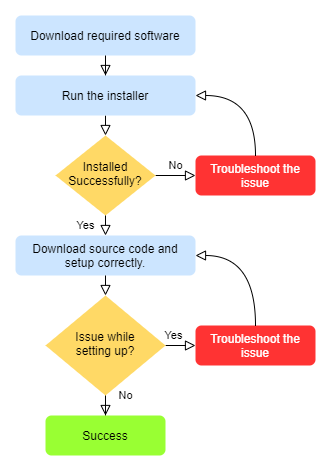 Download required software
Run the installer
Installed
Successfully?
No
Troubleshoot the
issue
Yes
Download source code and
setup correctly.
Issue while
setting up?
Yes
Troubleshoot the
issue
No
Success